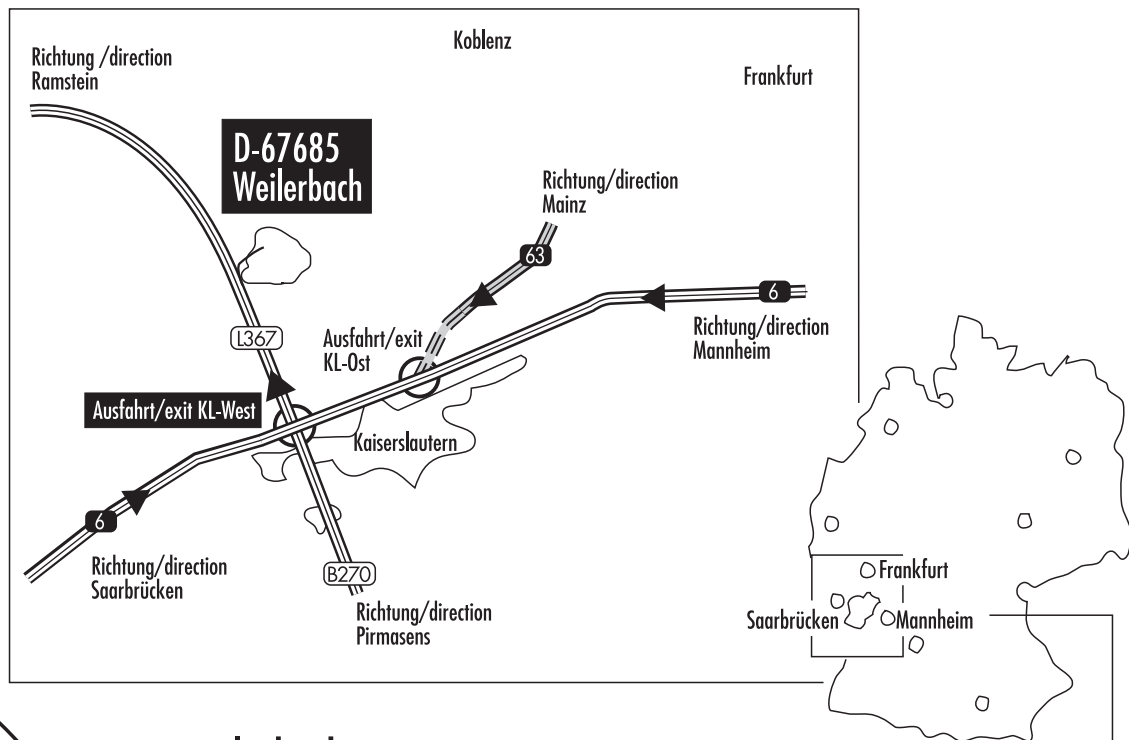 Koblenz
Richtung /direction
Ramstein
Frankfurt
D-67685
Weilerbach
Richtung/direction
Mainz
63
6
L367
Ausfahrt/exit
KL-Ost
Richtung/direction
Mannheim
Ausfahrt/exit KL-West
Kaiserslautern
6
Richtung/direction
Saarbrücken
B270
Richtung/direction
Pirmasens
Frankfurt
Saarbrücken
Mannheim